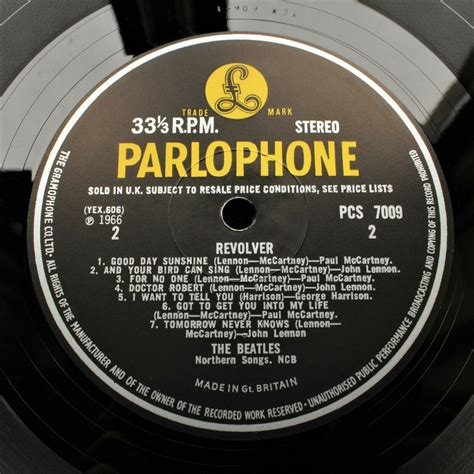 £
TRADE MARK
33⅓ R.P.M. STEREO
PARLOPHONE
SOLD IN U.K. SUBJECT TO RESALE PRICE CONDITIONS, SEE PRICE LISTS
(YEX.606)
Ⓟ 1966
2
PCS 7009
2
REVOLVER
1. GOOD DAY SUNSHINE (Lennon—McCartney)—Paul McCartney.
2. AND YOUR BIRD CAN SING (Lennon—McCartney)—John Lennon.
3. FOR NO ONE (Lennon—McCartney)—Paul McCartney.
4. DOCTOR ROBERT (Lennon—McCartney)—John Lennon.
5. I WANT TO TELL YOU (Harrison)—George Harrison.
6. GOT TO GET YOU INTO MY LIFE
(Lennon—McCartney)—Paul McCartney.
7. TOMORROW NEVER KNOWS (Lennon—
McCartney)—John Lennon
THE BEATLES
Northern Songs. NCB
MADE IN Gt. BRITAIN
THE GRAMOPHONE CO. LTD. ALL RIGHTS OF THE MANUFACTURER AND OF THE OWNER OF THE RECORDED WORK RESERVED · UNAUTHORISED PUBLIC PERFORMANCE BROADCASTING AND COPYING OF THIS RECORD PROHIBITED